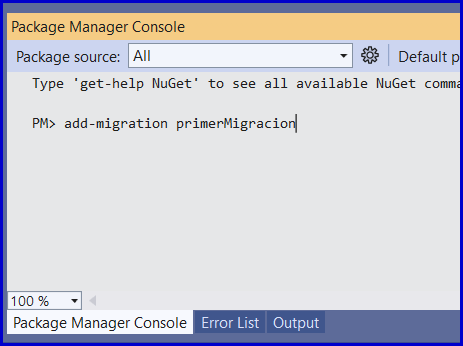 Package Manager Console
Package source: All Default p
Type 'get-help NuGet' to see all available NuGet comma
PM> add-migration primerMigracion
100 %
Package Manager Console Error List Output